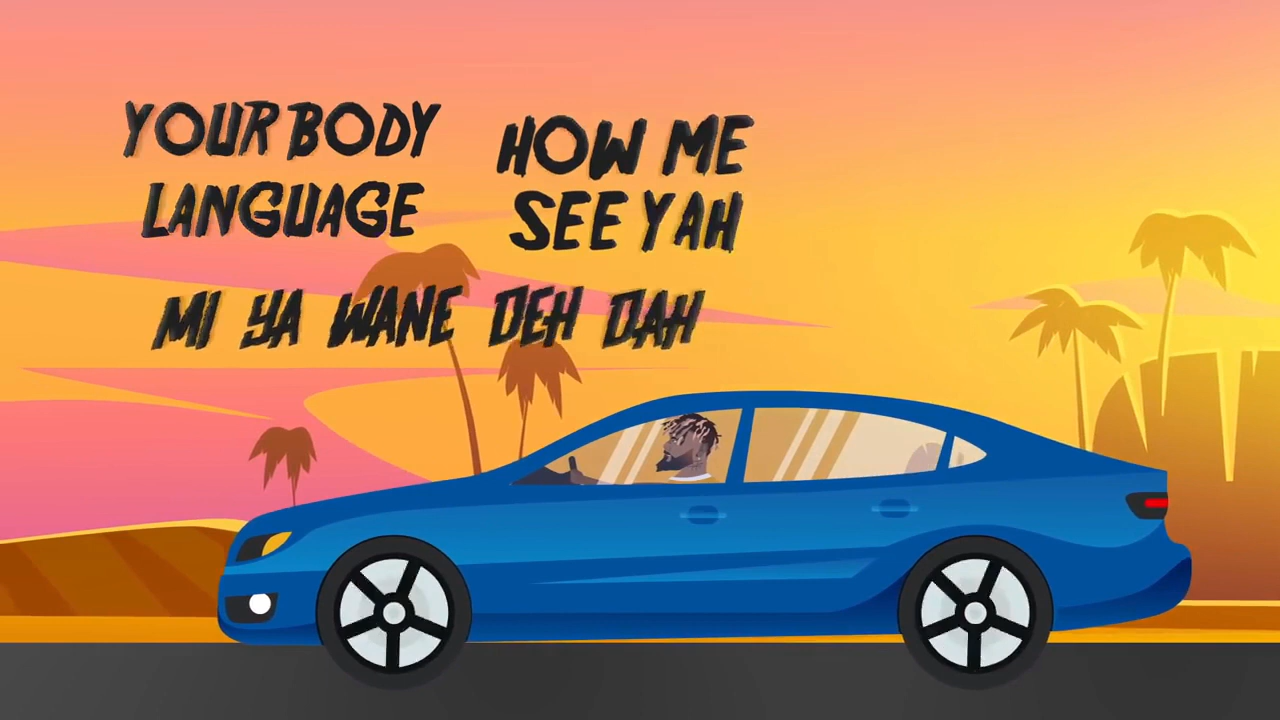 YOUR BODY
LANGUAGE
HOW ME
SEE YAH
MI YA WANE DEH DAH